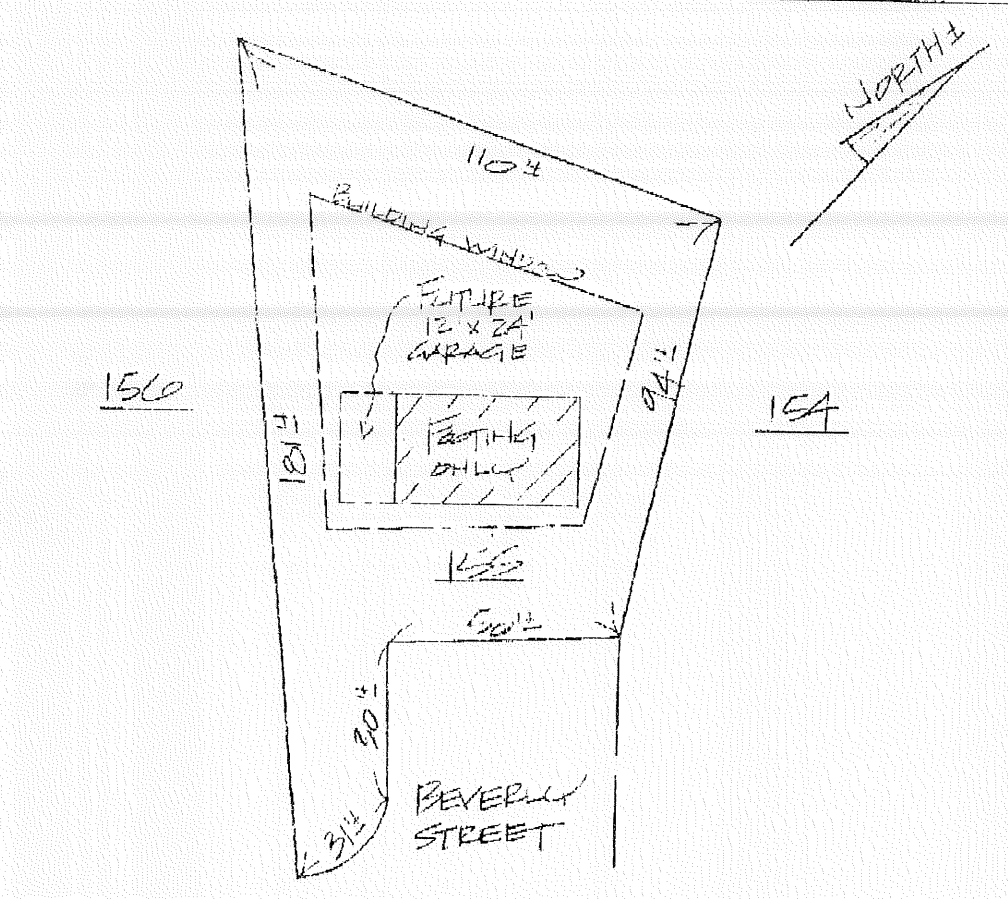 NORTH ±
110'±
BUILDING WINDOW
FUTURE
12' X 24'
GARAGE
156
94'±
154
181'±
FOOTING
ONLY
155
50'±
30'±
BEVERLY
STREET
31'±